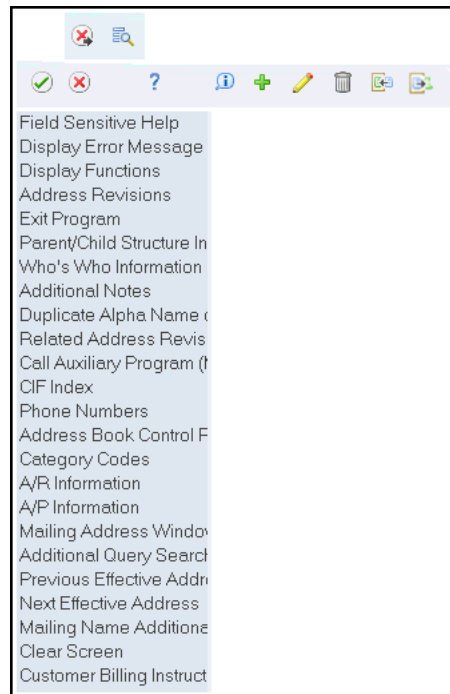 Field Sensitive Help
Display Error Message
Display Functions
Address Revisions
Exit Program
Parent/Child Structure In
Who's Who Information
Additional Notes
Duplicate Alpha Name
Related Address Revis
Call Auxiliary Program
CIF Index
Phone Numbers
Address Book Control
Category Codes
A/R Information
A/P Information
Mailing Address Windo
Additional Query Search
Previous Effective Addr
Next Effective Address
Mailing Name Additiona
Clear Screen
Customer Billing Instruct